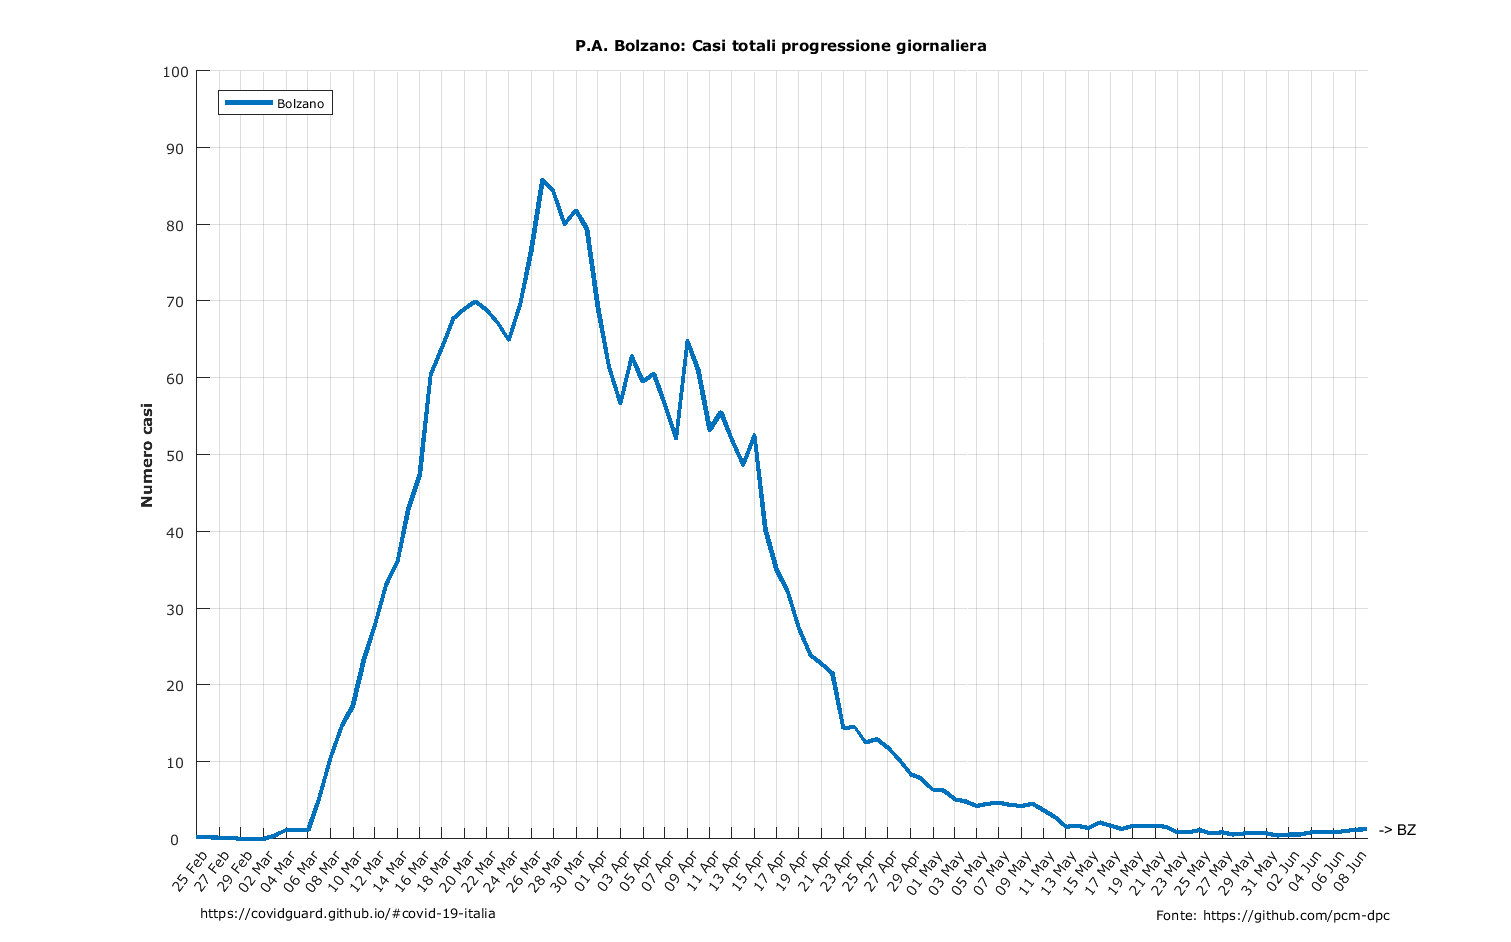 P.A. Bolzano: Casi totali progressione giornaliera
Bolzano
Numero casi
100
90
80
70
60
50
40
30
20
10
0
25 Feb
27 Feb
29 Feb
02 Mar
04 Mar
06 Mar
08 Mar
10 Mar
12 Mar
14 Mar
16 Mar
18 Mar
20 Mar
22 Mar
24 Mar
26 Mar
28 Mar
30 Mar
01 Apr
03 Apr
05 Apr
07 Apr
09 Apr
11 Apr
13 Apr
15 Apr
17 Apr
19 Apr
21 Apr
23 Apr
25 Apr
27 Apr
29 Apr
01 May
03 May
05 May
07 May
09 May
11 May
13 May
15 May
17 May
19 May
21 May
23 May
25 May
27 May
29 May
31 May
02 Jun
04 Jun
06 Jun
08 Jun
-> BZ
https://covidguard.github.io/#covid-19-italia
Fonte: https://github.com/pcm-dpc